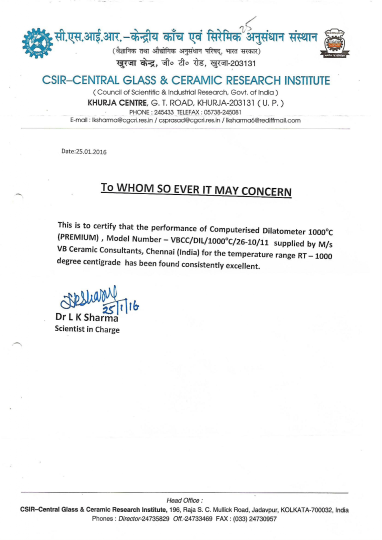 25
सी.एस.आई.आर.-केन्द्रीय काँच एवं सिरेमिक अनुसंधान संस्थान
(वैज्ञानिक तथा औद्योगिक अनुसंधान परिषद, भारत सरकार)
खुरजा केन्द्र, जी० टी० रोड, खुरजा-203131
CSIR–CENTRAL GLASS & CERAMIC RESEARCH INSTITUTE
( Council of Scientific & Industrial Research, Govt. of India )
KHURJA CENTRE, G. T. ROAD, KHURJA-203131 ( U. P. )
PHONE : 245433 TELEFAX : 05738-245081
E-mail : lksharma@cgcri.res.in / csprasad@cgcri.res.in / lksharma6@rediffmail.com
Date:25.01.2016
To WHOM SO EVER IT MAY CONCERN
This is to certify that the performance of Computerised Dilatometer 1000°C
(PREMIUM) , Model Number – VBCC/DIL/1000°C/26-10/11 supplied by M/s
VB Ceramic Consultants, Chennai (India) for the temperature range RT – 1000
degree centigrade has been found consistently excellent.
25/1/16
Dr L K Sharma
Scientist in Charge
Head Office :
CSIR–Central Glass & Ceramic Research Institute, 196, Raja S. C. Mullick Road, Jadavpur, KOLKATA-700032, India
Phones : Director-24735829 Off.-24733469 FAX : (033) 24730957